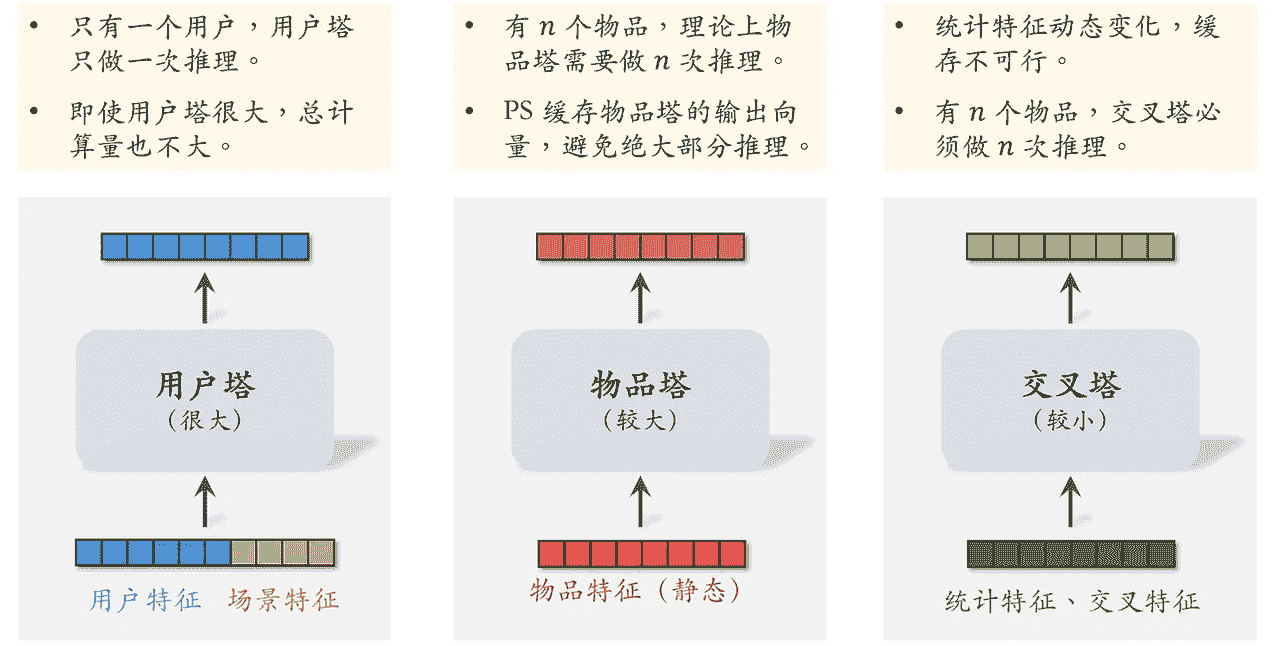 • 只有一个用户，用户塔
只做一次推理。
• 即使用户塔很大，总计
算量也不大。
• 有 n 个物品，理论上物
品塔需要做 n 次推理。
• PS 缓存物品塔的输出向
量，避免绝大部分推理。
• 统计特征动态变化，缓
存不可行。
• 有 n 个物品，交叉塔必
须做 n 次推理。
用户塔
（很大）
用户特征 场景特征
物品塔
（较大）
物品特征（静态）
交叉塔
（较小）
统计特征、交叉特征